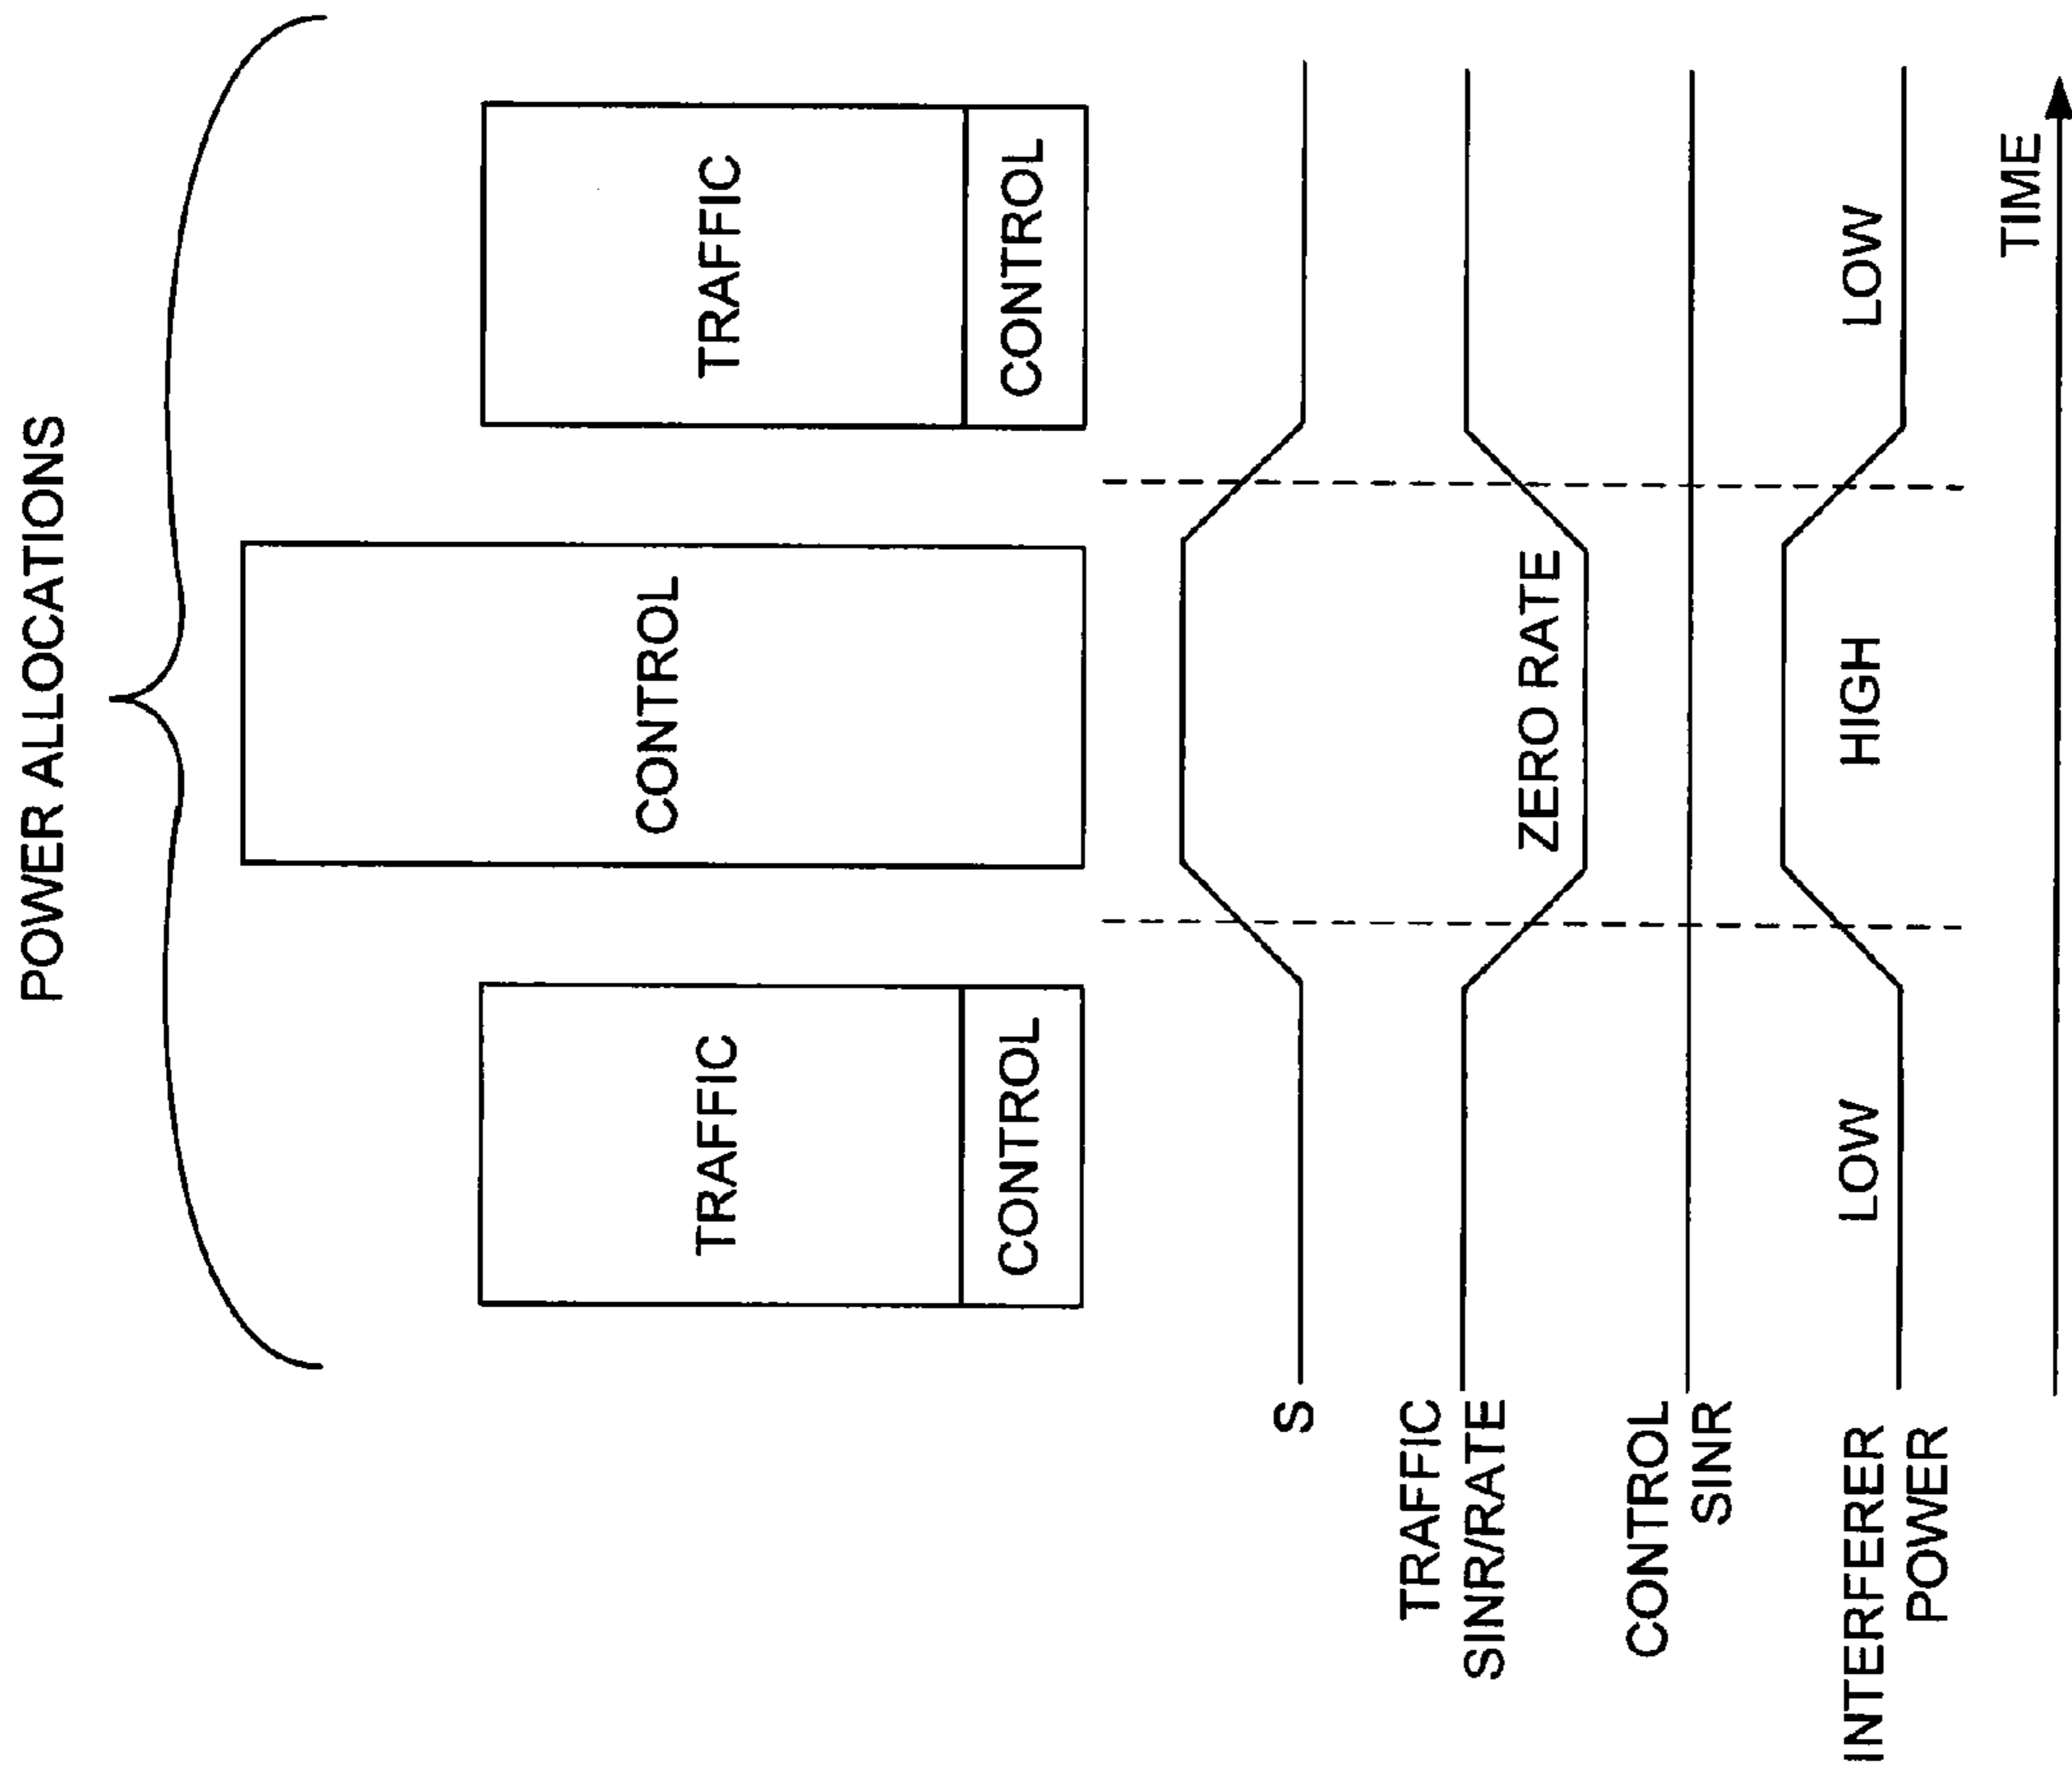 POWER ALLOCATIONS
CONTROL
TRAFFIC
TRAFFIC
CONTROL
CONTROL
S
TRAFFIC
SINR/RATE
ZERO RATE
CONTROL
SINR
INTERFERER
POWER
LOW
HIGH
LOW
TIME